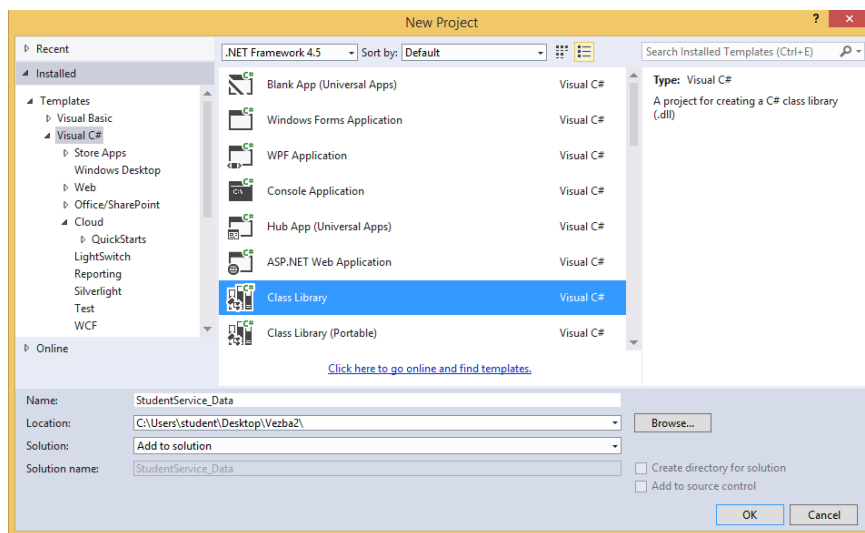 New Project
? ×
Recent
Installed
Templates
Visual Basic
Visual C#
Store Apps
Windows Desktop
Web
Office/SharePoint
Cloud
QuickStarts
LightSwitch
Reporting
Silverlight
Test
WCF
Online
.NET Framework 4.5 Sort by: Default
Blank App (Universal Apps) Visual C#
Windows Forms Application Visual C#
WPF Application Visual C#
Console Application Visual C#
Hub App (Universal Apps) Visual C#
ASP.NET Web Application Visual C#
Class Library Visual C#
Class Library (Portable) Visual C#
Click here to go online and find templates.
Search Installed Templates (Ctrl+E)
Type: Visual C#
A project for creating a C# class library
(.dll)
Name: StudentService_Data
Location: C:\Users\student\Desktop\Vezba2\ Browse...
Solution: Add to solution
Solution name: StudentService_Data Create directory for solution
Add to source control
OK Cancel